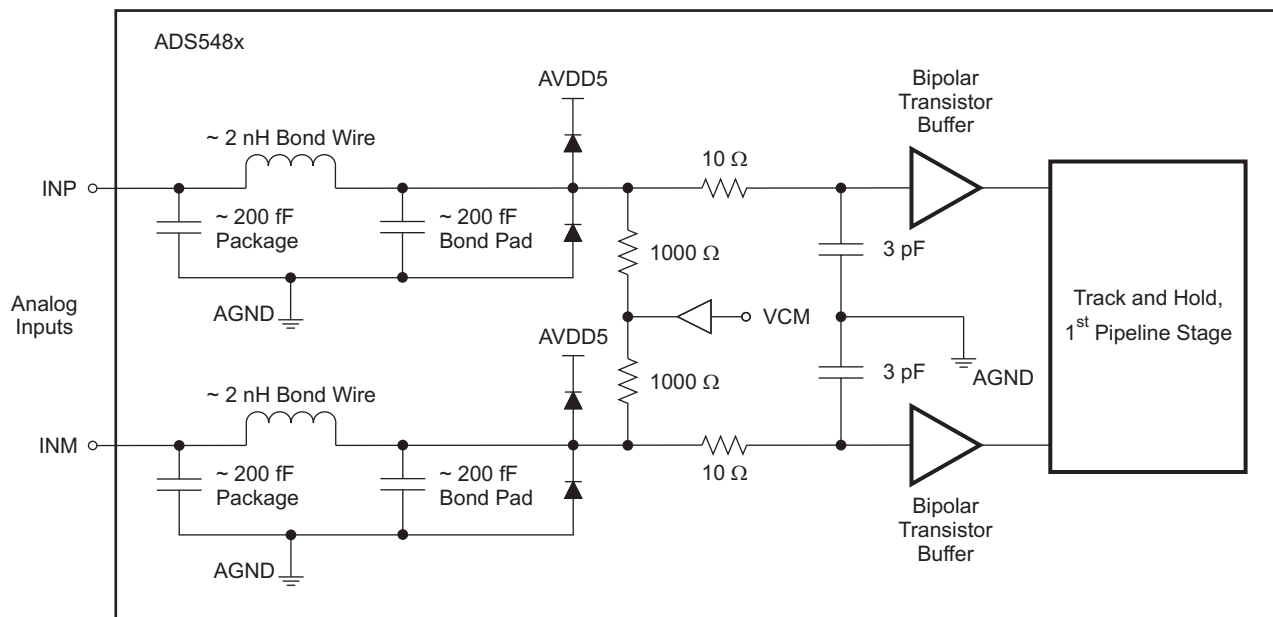 ADS548x
AVDD5
Bipolar
Transistor
Buffer
~ 2 nH Bond Wire
10 Ω
INP
~ 200 fF
Package
~ 200 fF
Bond Pad
1000 Ω
3 pF
Analog
Inputs
AGND
VCM
Track and Hold,
1st Pipeline Stage
AVDD5
1000 Ω
3 pF
AGND
~ 2 nH Bond Wire
INM
10 Ω
~ 200 fF
Package
~ 200 fF
Bond Pad
Bipolar
Transistor
Buffer
AGND